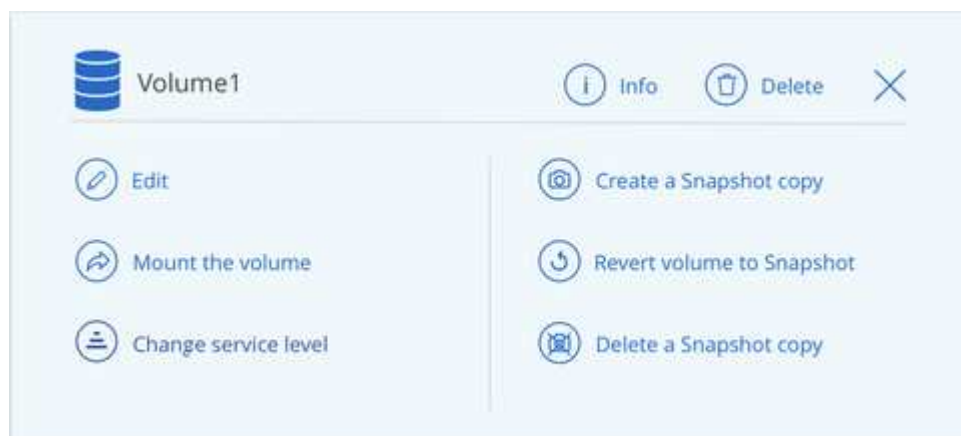 Volume1
Info
Delete
Edit
Mount the volume
Change service level
Create a Snapshot copy
Revert volume to Snapshot
Delete a Snapshot copy